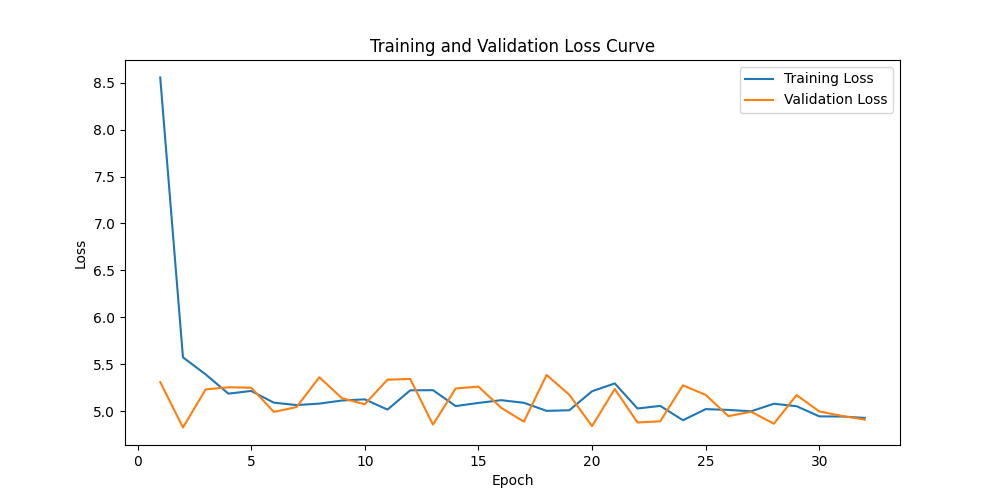 Training and Validation Loss Curve
Training Loss
Validation Loss
8.5
8.0
7.5
7.0
6.5
6.0
5.5
5.0
Loss
0 5 10 15 20 25 30
Epoch